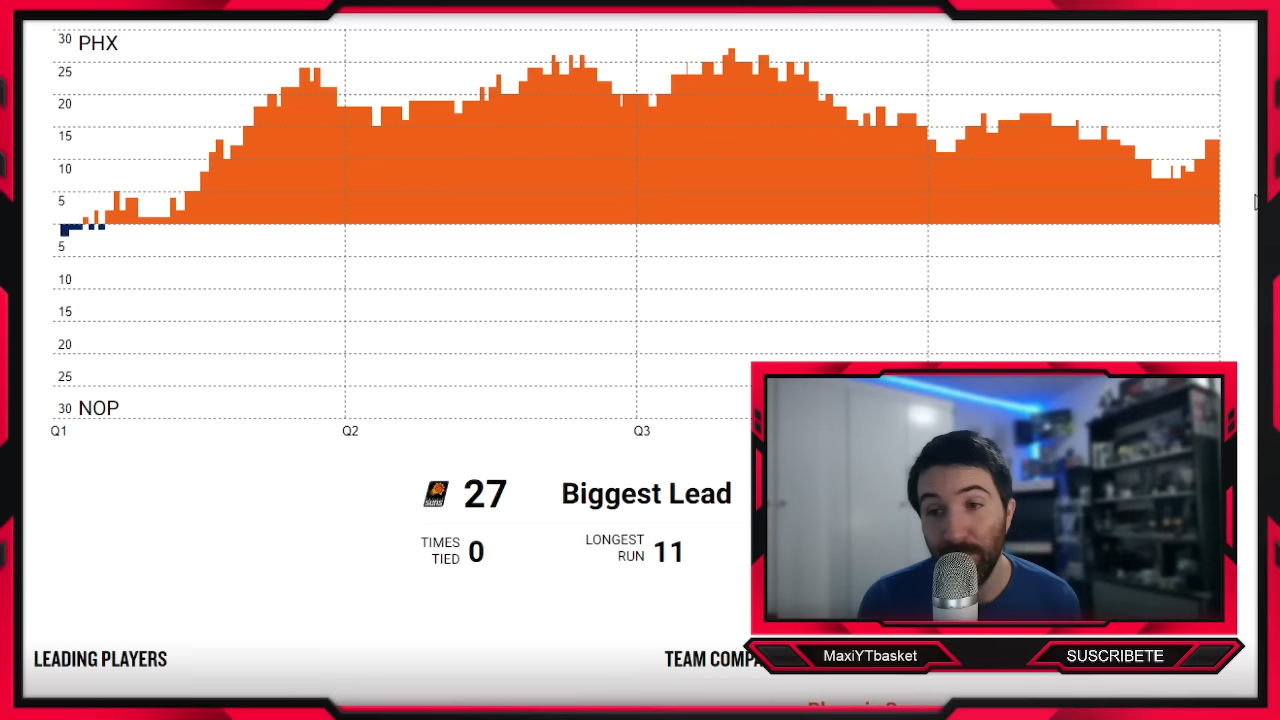 30 PHX
25
20
15
10
5
5
10
15
20
25
30 NOP
Q1 Q2 Q3
27 Biggest Lead
TIMES TIED 0
LONGEST RUN 11
LEADING PLAYERS
TEAM COMPA
MaxiYTbasket
SUSCRIBETE